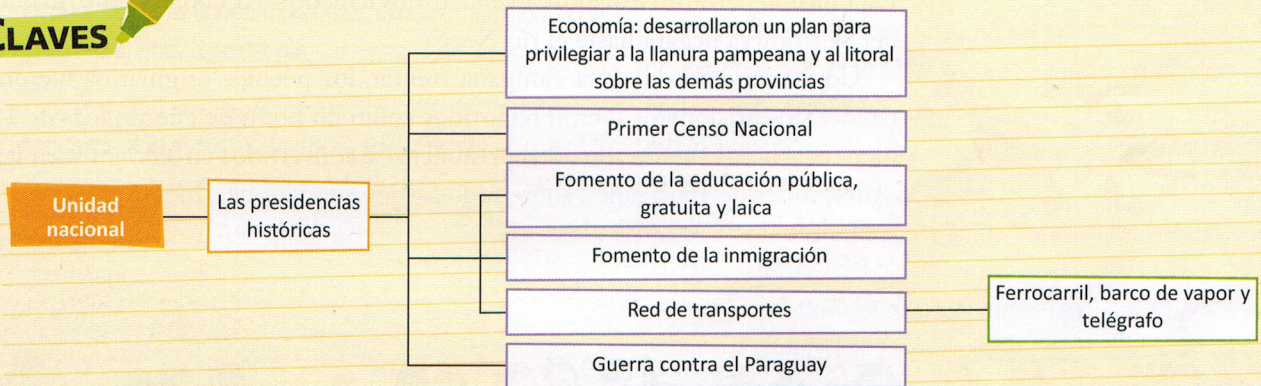 CLAVES
Unidad
nacional
Las presidencias
históricas
Economía: desarrollaron un plan para
privilegiar a la llanura pampeana y al litoral
sobre las demás provincias
Primer Censo Nacional
Fomento de la educación pública,
gratuita y laica
Fomento de la inmigración
Red de transportes
Ferrocarril, barco de vapor y
telégrafo
Guerra contra el Paraguay